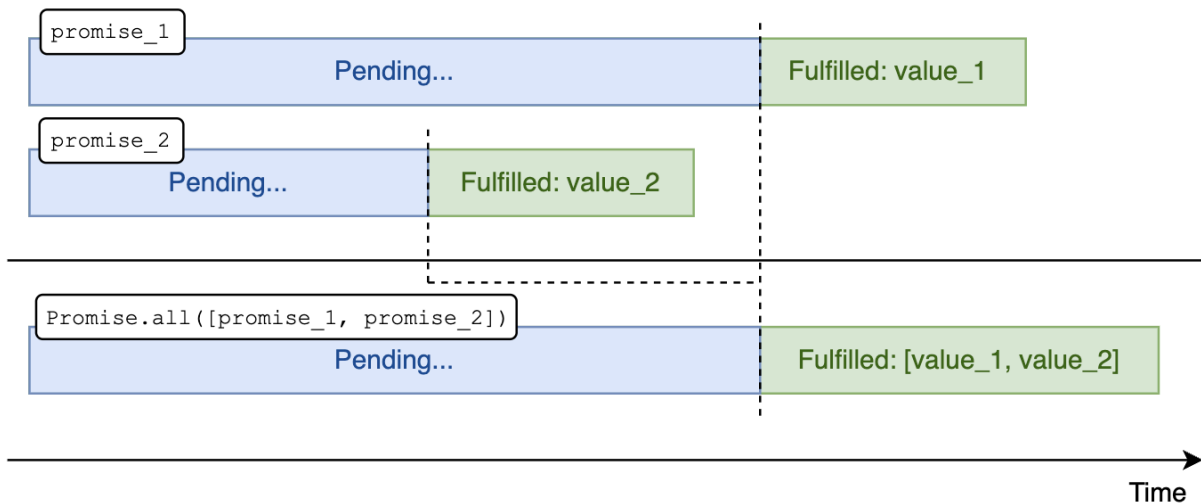 promise_1
Pending...
Fulfilled: value_1
promise_2
Pending...
Fulfilled: value_2
Promise.all([promise_1, promise_2])
Pending...
Fulfilled: [value_1, value_2]
Time